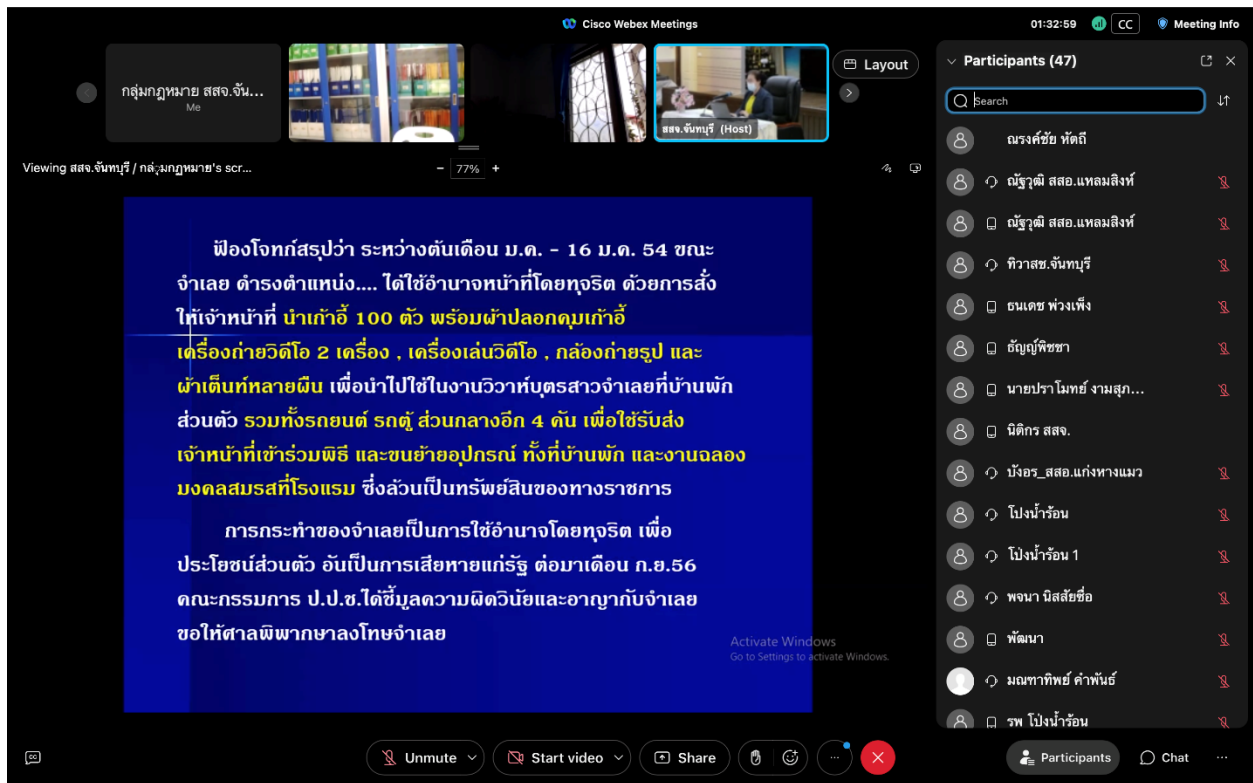 Cisco Webex Meetings
01:32:59
CC
Meeting Info
กลุ่มกฎหมาย สสจ.จัน...
Me
สสจ.จันทบุรี (Host)
Layout
Viewing สสจ.จันทบุรี / กลุ่มกฎหมาย's scr...
- 77% +
ฟ้องโจทก์สรุปว่า ระหว่างต้นเดือน ม.ค. - 16 ม.ค. 54 ขณะ
จำเลย ดำรงตำแหน่ง.... ได้ใช้อำนาจหน้าที่โดยทุจริต ด้วยการสั่ง
ให้เจ้าหน้าที่ นำเก้าอี้ 100 ตัว พร้อมผ้าปลอกคุมเก้าอี้
เครื่องถ่ายวิดีโอ 2 เครื่อง , เครื่องเล่นวิดีโอ , กล้องถ่ายรูป และ
ผ้าเต็นท์หลายผืน เพื่อนำไปใช้ในงานวิวาห์บุตรสาวจำเลยที่บ้านพัก
ส่วนตัว รวมทั้งรถยนต์ รถตู้ ส่วนกลางอีก 4 คัน เพื่อใช้รับส่ง
เจ้าหน้าที่เข้าร่วมพิธี และขนย้ายอุปกรณ์ ทั้งที่บ้านพัก และงานฉลอง
มงคลสมรสที่โรงแรม ซึ่งล้วนเป็นทรัพย์สินของทางราชการ
การกระทำของจำเลยเป็นการใช้อำนาจโดยทุจริต เพื่อ
ประโยชน์ส่วนตัว อันเป็นการเสียหายแก่รัฐ ต่อมาเดือน ก.ย.56
คณะกรรมการ ป.ป.ช.ได้ชี้มูลความผิดวินัยและอาญากับจำเลย
ขอให้ศาลพิพากษาลงโทษจำเลย
Activate Windows
Go to Settings to activate Windows.
Participants (47)
Search
ณรงค์ชัย หัตถี
ณัฐวุฒิ สสอ.แหลมสิงห์
ณัฐวุฒิ สสอ.แหลมสิงห์
ทิวาสช.จันทบุรี
ธนเดช พ่วงเพ็ง
ธัญญ์พิชชา
นายปราโมทย์ งามสุภ...
นิติกร สสจ.
บังอร_สสอ.แก่งหางแมว
โปงน้ำร้อน
โป่งน้ำร้อน 1
พจนา นิสสัยซื่อ
พัฒนา
มณฑาทิพย์ คำพันธ์
รพ โป่งน้ำร้อน
Unmute
Start video
Share
Participants
Chat